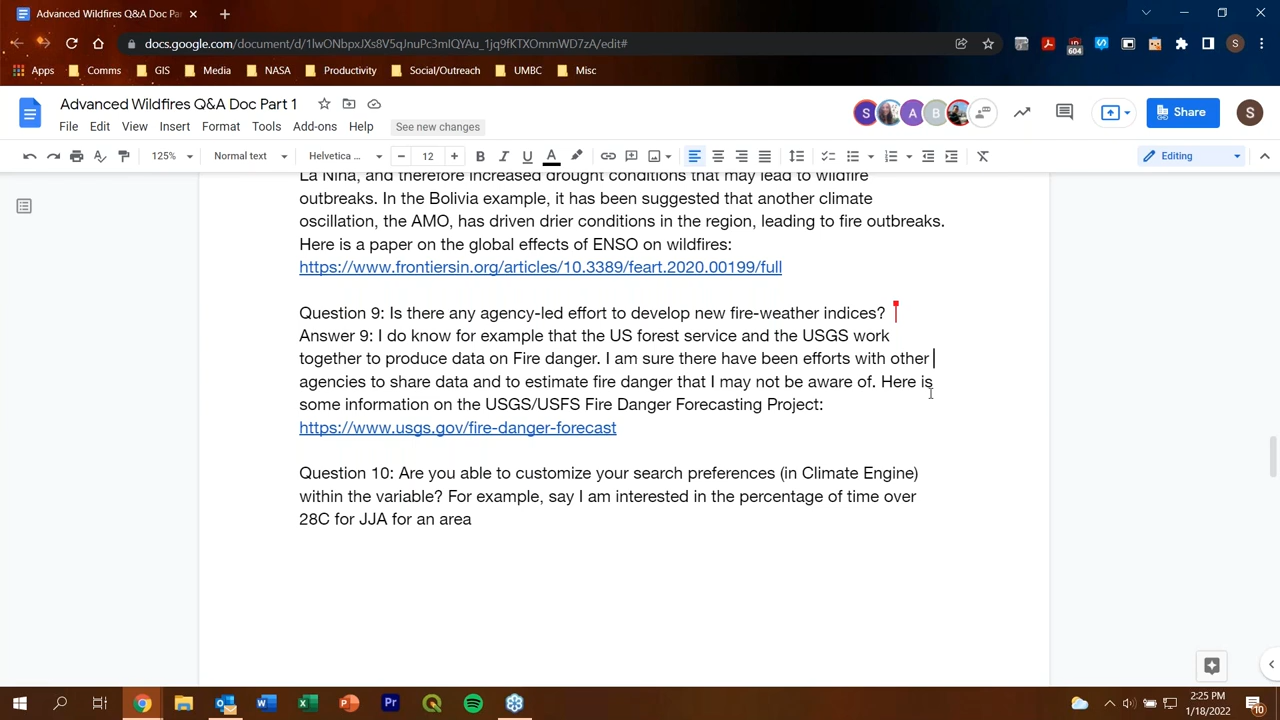 Advanced Wildfires Q&A Doc Pa
docs.google.com/document/d/1lwONbpxJXs8V5qJnuPc3mIQYAu_1jq9fKTXOmmWD7zA/edit#
604
S
Apps
Comms
GIS
Media
NASA
Productivity
Social/Outreach
UMBC
Misc
Advanced Wildfires Q&A Doc Part 1
S
A
B
Share
S
File Edit View Insert Format Tools Add-ons Help See new changes
125% Normal text Helvetica ... 12 B I U A Editing
La Nina, and therefore increased drought conditions that may lead to wildfire
outbreaks. In the Bolivia example, it has been suggested that another climate
oscillation, the AMO, has driven drier conditions in the region, leading to fire outbreaks.
Here is a paper on the global effects of ENSO on wildfires:
https://www.frontiersin.org/articles/10.3389/feart.2020.00199/full
Question 9: Is there any agency-led effort to develop new fire-weather indices?
Answer 9: I do know for example that the US forest service and the USGS work
together to produce data on Fire danger. I am sure there have been efforts with other
agencies to share data and to estimate fire danger that I may not be aware of. Here is
some information on the USGS/USFS Fire Danger Forecasting Project:
https://www.usgs.gov/fire-danger-forecast
Question 10: Are you able to customize your search preferences (in Climate Engine)
within the variable? For example, say I am interested in the percentage of time over
28C for JJA for an area
W X P Pr Q
2:25 PM
1/18/2022
10